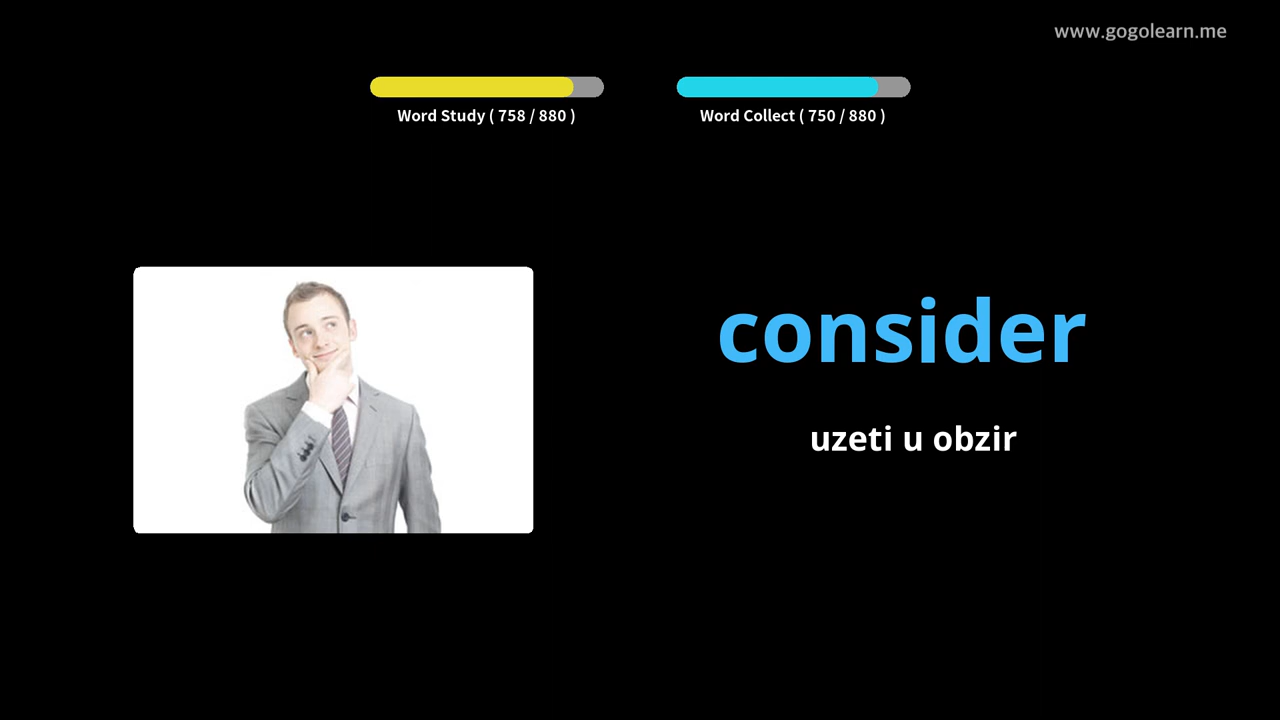 www.gogolearn.me
Word Study ( 758 / 880 )
Word Collect ( 750 / 880 )
consider
uzeti u obzir